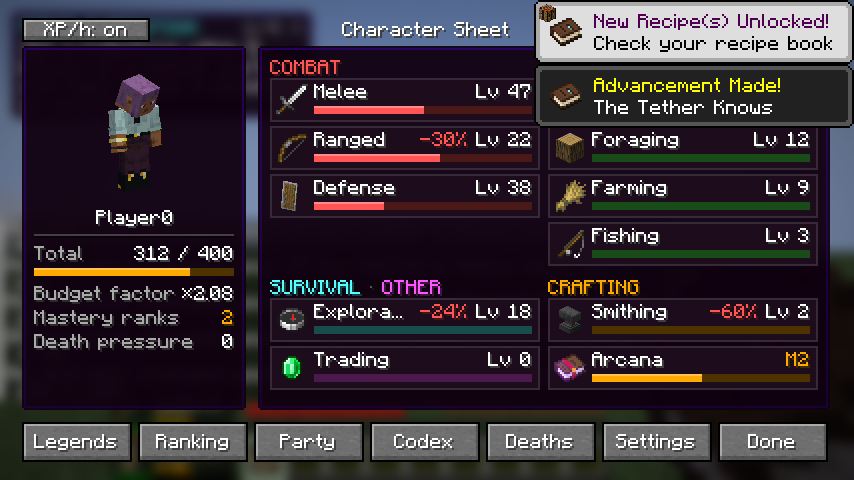 XP/h: on
Character Sheet
New Recipe(s) Unlocked!
Check your recipe book
Advancement Made!
The Tether Knows
Player0
Total 312 / 400
Budget factor ×2.08
Mastery ranks 2
Death pressure 0
COMBAT
Melee Lv 47
Ranged -30% Lv 22
Defense Lv 38
Foraging Lv 12
Farming Lv 9
Fishing Lv 3
SURVIVAL · OTHER
Explora... -24% Lv 18
Trading Lv 0
CRAFTING
Smithing -60% Lv 2
Arcana M2
Legends
Ranking
Party
Codex
Deaths
Settings
Done